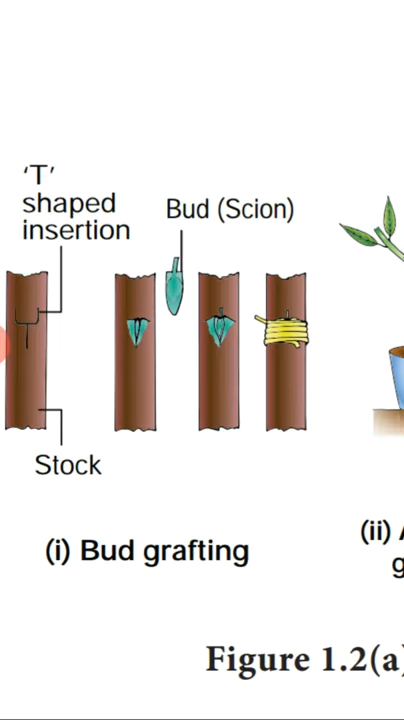 'T'
shaped
insertion
Bud (Scion)
Stock
(i) Bud grafting
(ii)
Figure 1.2(a)